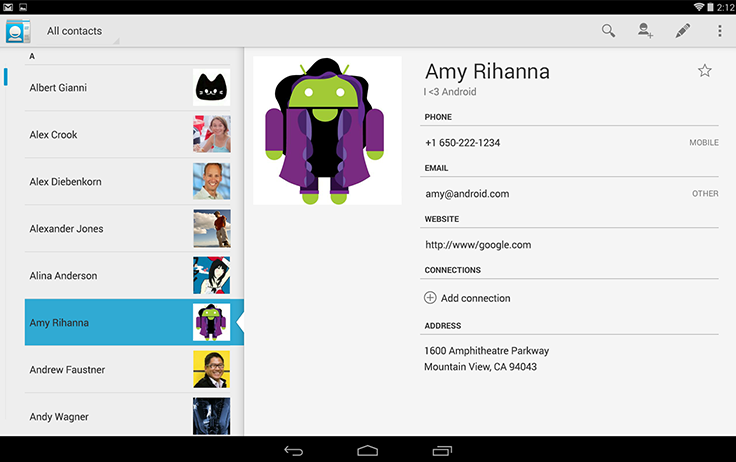 2:12
All contacts
A
Albert Gianni
Alex Crook
Alex Diebenkorn
Alexander Jones
Alina Anderson
Amy Rihanna
Andrew Faustner
Andy Wagner
Amy Rihanna
I <3 Android
PHONE
+1 650-222-1234 MOBILE
EMAIL
amy@android.com OTHER
WEBSITE
http://www/google.com
CONNECTIONS
Add connection
ADDRESS
1600 Amphitheatre Parkway
Mountain View, CA 94043